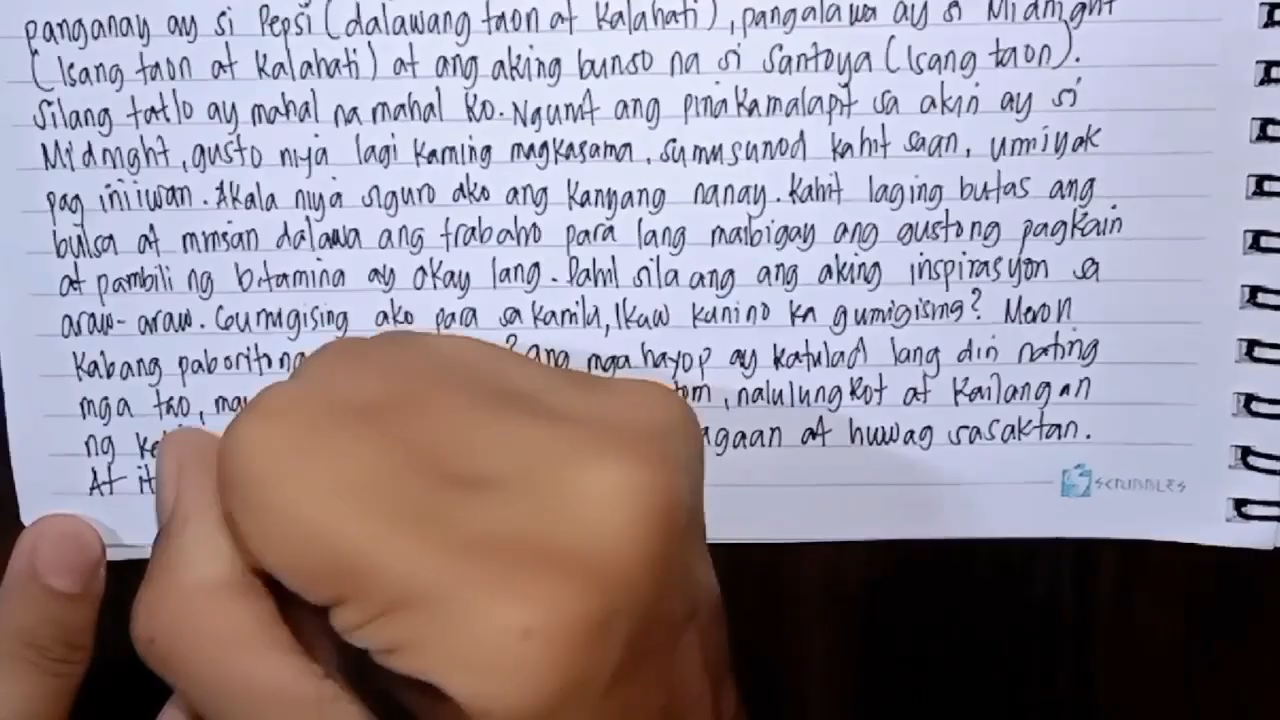 panganay ay si Pepsi (dalawang taon at kalahati), pangalawa ay si Midnight
(Isang taon at kalahati) at ang aking bunso na si Santoya (Isang taon).
Silang tatlo ay mahal na mahal ko. Ngunit ang pinakamalapit sa akin ay si
Midnight, gusto niya lagi kaming magkasama, sumusunod kahit saan, umiiyak
pag iniiwan. Akala niya siguro ako ang kanyang nanay. Kahit laging butas ang
bulsa at minsan dalawa ang trabaho para lang maibigay ang gustong pagkain
at pambili ng bitamina ay okay lang. Dahil sila ang ang aking inspirasyon sa
araw-araw. Gumigising ako para sa kanila, Ikaw kunino ka gumigising? Meron
Kabang paboritong ? ang mga hayop ay katulad lang din nating
mga tao, nalulungkot at kailangan
ng at huwag sasaktan.
At
SCRIBBLES